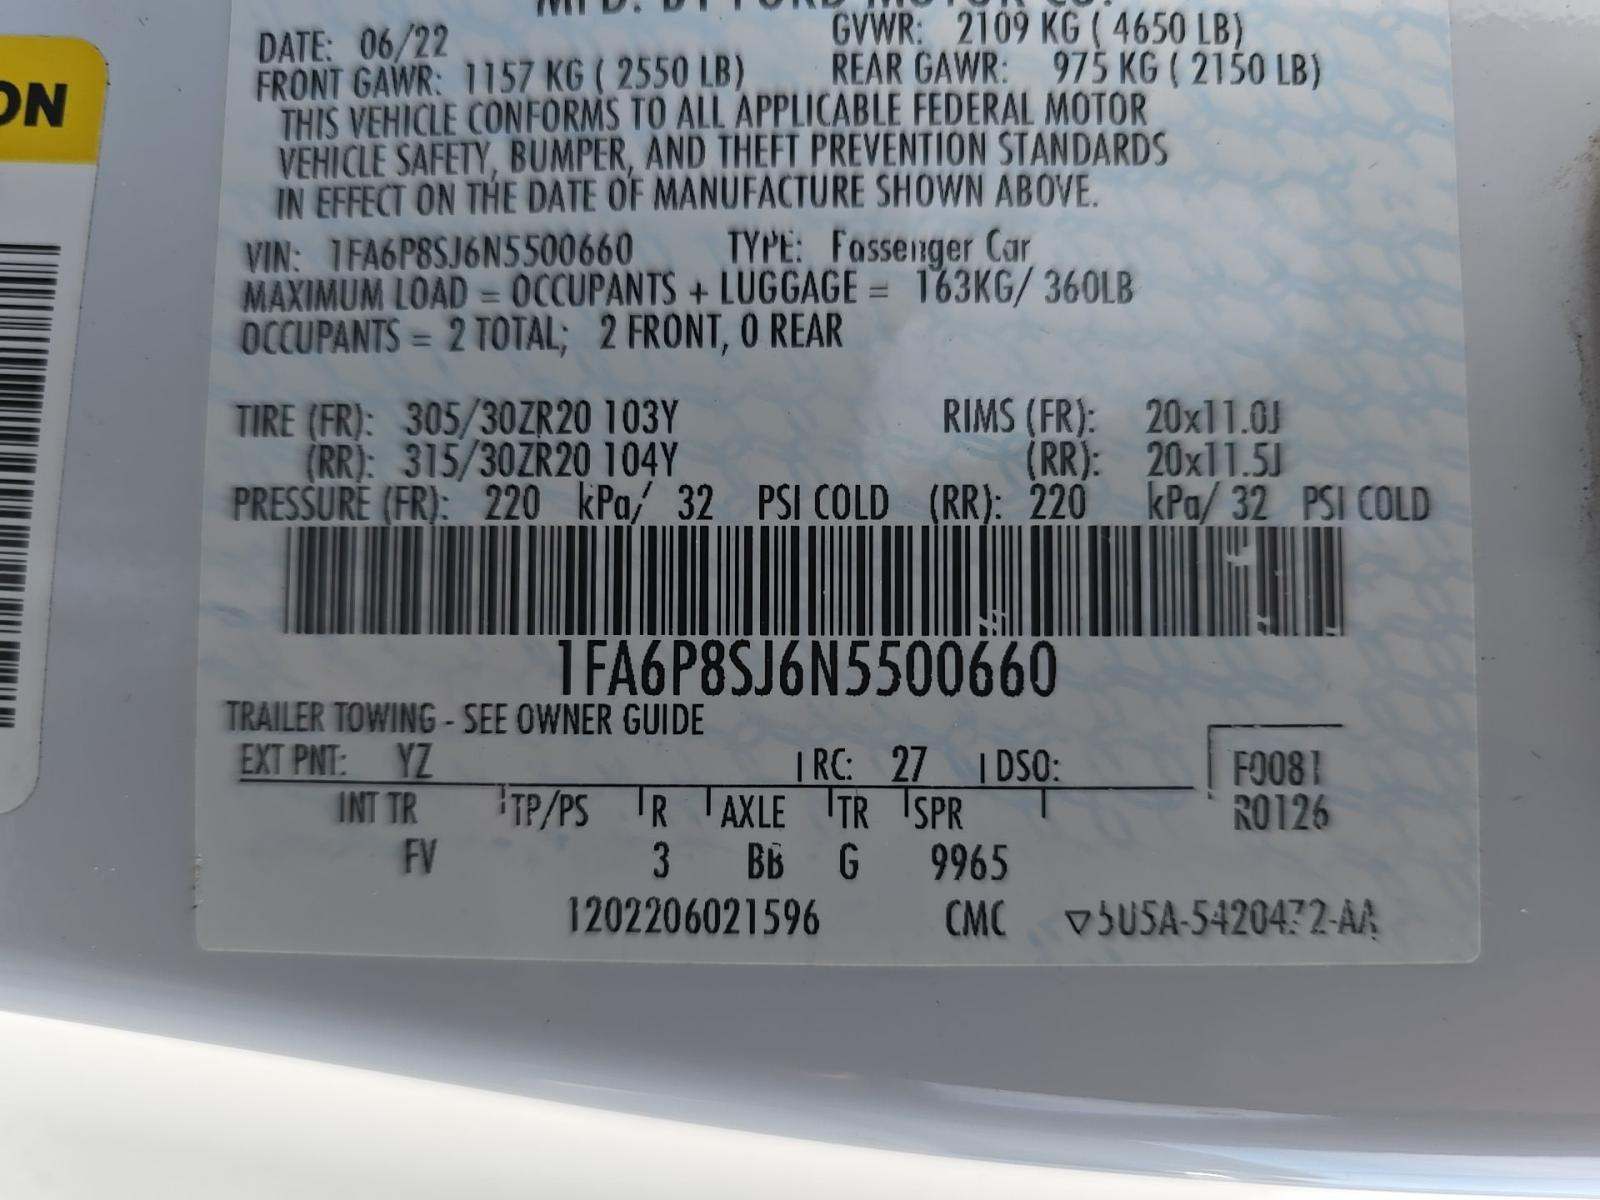 ON
MFD. BY FORD MOTOR CO.
DATE: 06/22 GVWR: 2109 KG ( 4650 LB)
FRONT GAWR: 1157 KG ( 2550 LB) REAR GAWR: 975 KG ( 2150 LB)
THIS VEHICLE CONFORMS TO ALL APPLICABLE FEDERAL MOTOR
VEHICLE SAFETY, BUMPER, AND THEFT PREVENTION STANDARDS
IN EFFECT ON THE DATE OF MANUFACTURE SHOWN ABOVE.
VIN: 1FA6P8SJ6N5500660 TYPE: Passenger Car
MAXIMUM LOAD = OCCUPANTS + LUGGAGE = 163KG/ 360LB
OCCUPANTS = 2 TOTAL; 2 FRONT, 0 REAR
TIRE (FR): 305/30ZR20 103Y RIMS (FR): 20x11.0J
(RR): 315/30ZR20 104Y (RR): 20x11.5J
PRESSURE (FR): 220 kPa/ 32 PSI COLD (RR): 220 kPa/ 32 PSI COLD
1FA6P8SJ6N5500660
TRAILER TOWING - SEE OWNER GUIDE
EXT PNT: YZ RC: 27 DSO: F0081
INT TR TP/PS R AXLE TR SPR R0126
FV 3 BB G 9965
1202206021596 CMC